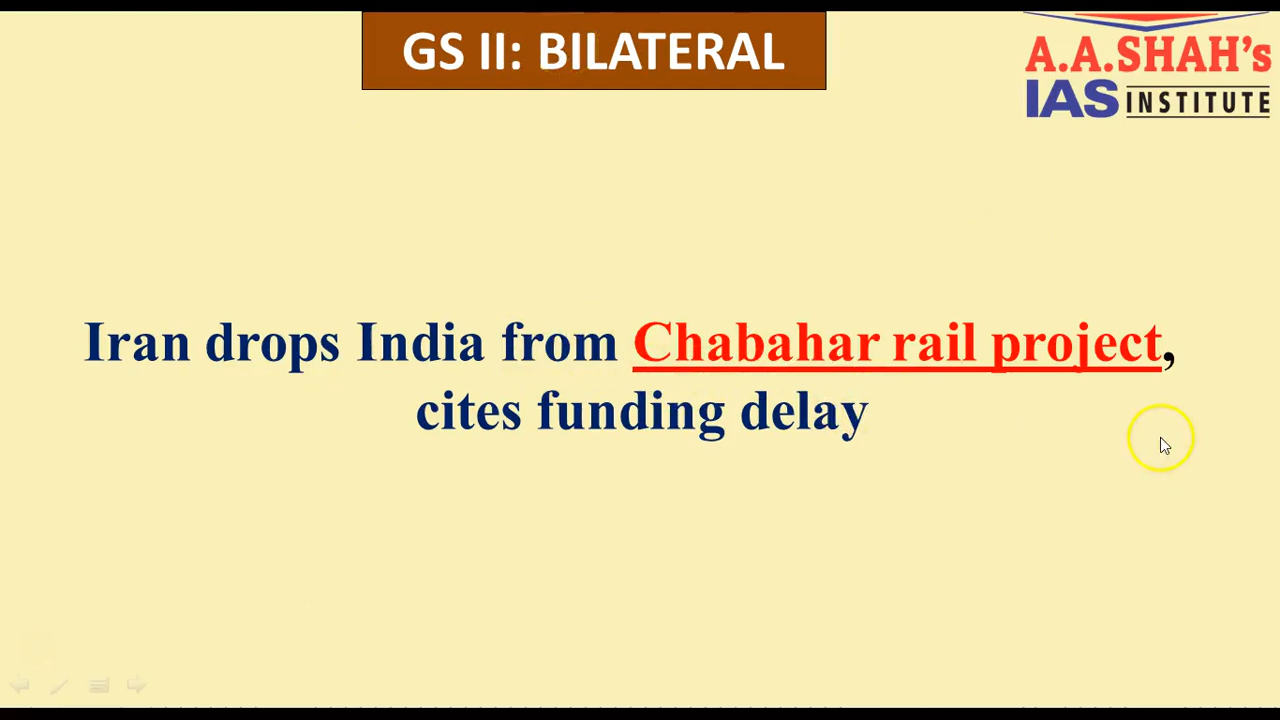 GS II: BILATERAL
A.A.SHAH's
IAS INSTITUTE
Iran drops India from Chabahar rail project,
cites funding delay